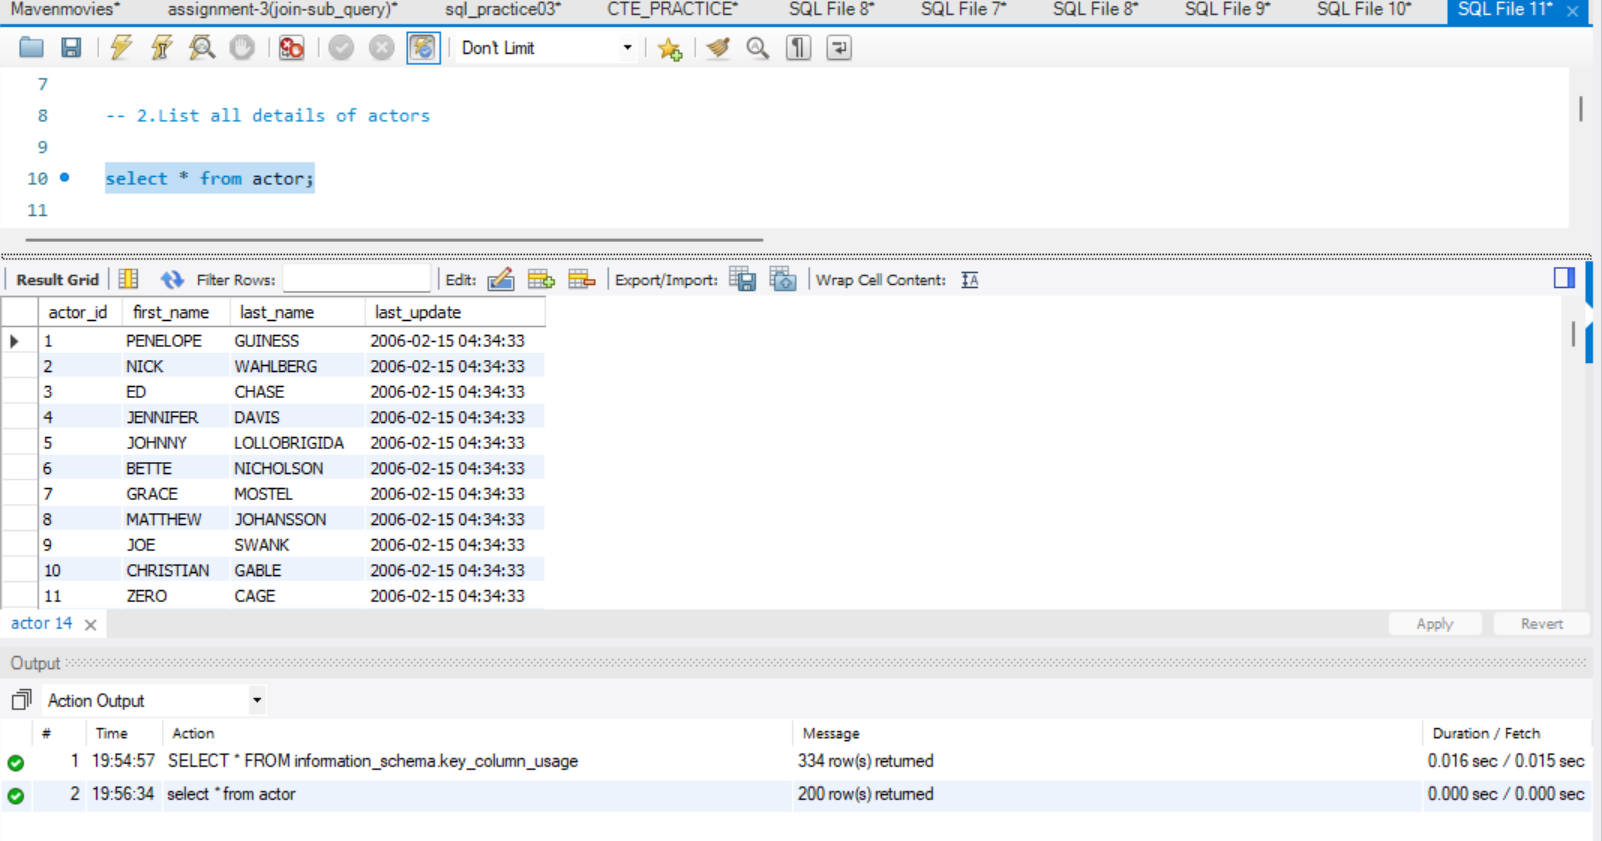 Mavenmovies* assignment-3(join-sub_query)* sql_practice03* CTE_PRACTICE* SQL File 8* SQL File 7* SQL File 8* SQL File 9* SQL File 10* SQL File 11*
Don't Limit
7
8 -- 2.List all details of actors
9
10 select * from actor;
11
Result Grid Filter Rows: Edit: Export/Import: Wrap Cell Content:
actor_id first_name last_name last_update
1 PENELOPE GUINESS 2006-02-15 04:34:33
2 NICK WAHLBERG 2006-02-15 04:34:33
3 ED CHASE 2006-02-15 04:34:33
4 JENNIFER DAVIS 2006-02-15 04:34:33
5 JOHNNY LOLLOBRIGIDA 2006-02-15 04:34:33
6 BETTE NICHOLSON 2006-02-15 04:34:33
7 GRACE MOSTEL 2006-02-15 04:34:33
8 MATTHEW JOHANSSON 2006-02-15 04:34:33
9 JOE SWANK 2006-02-15 04:34:33
10 CHRISTIAN GABLE 2006-02-15 04:34:33
11 ZERO CAGE 2006-02-15 04:34:33
actor 14 Apply Revert
Output
Action Output
# Time Action Message Duration / Fetch
1 19:54:57 SELECT * FROM information_schema.key_column_usage 334 row(s) returned 0.016 sec / 0.015 sec
2 19:56:34 select * from actor 200 row(s) returned 0.000 sec / 0.000 sec